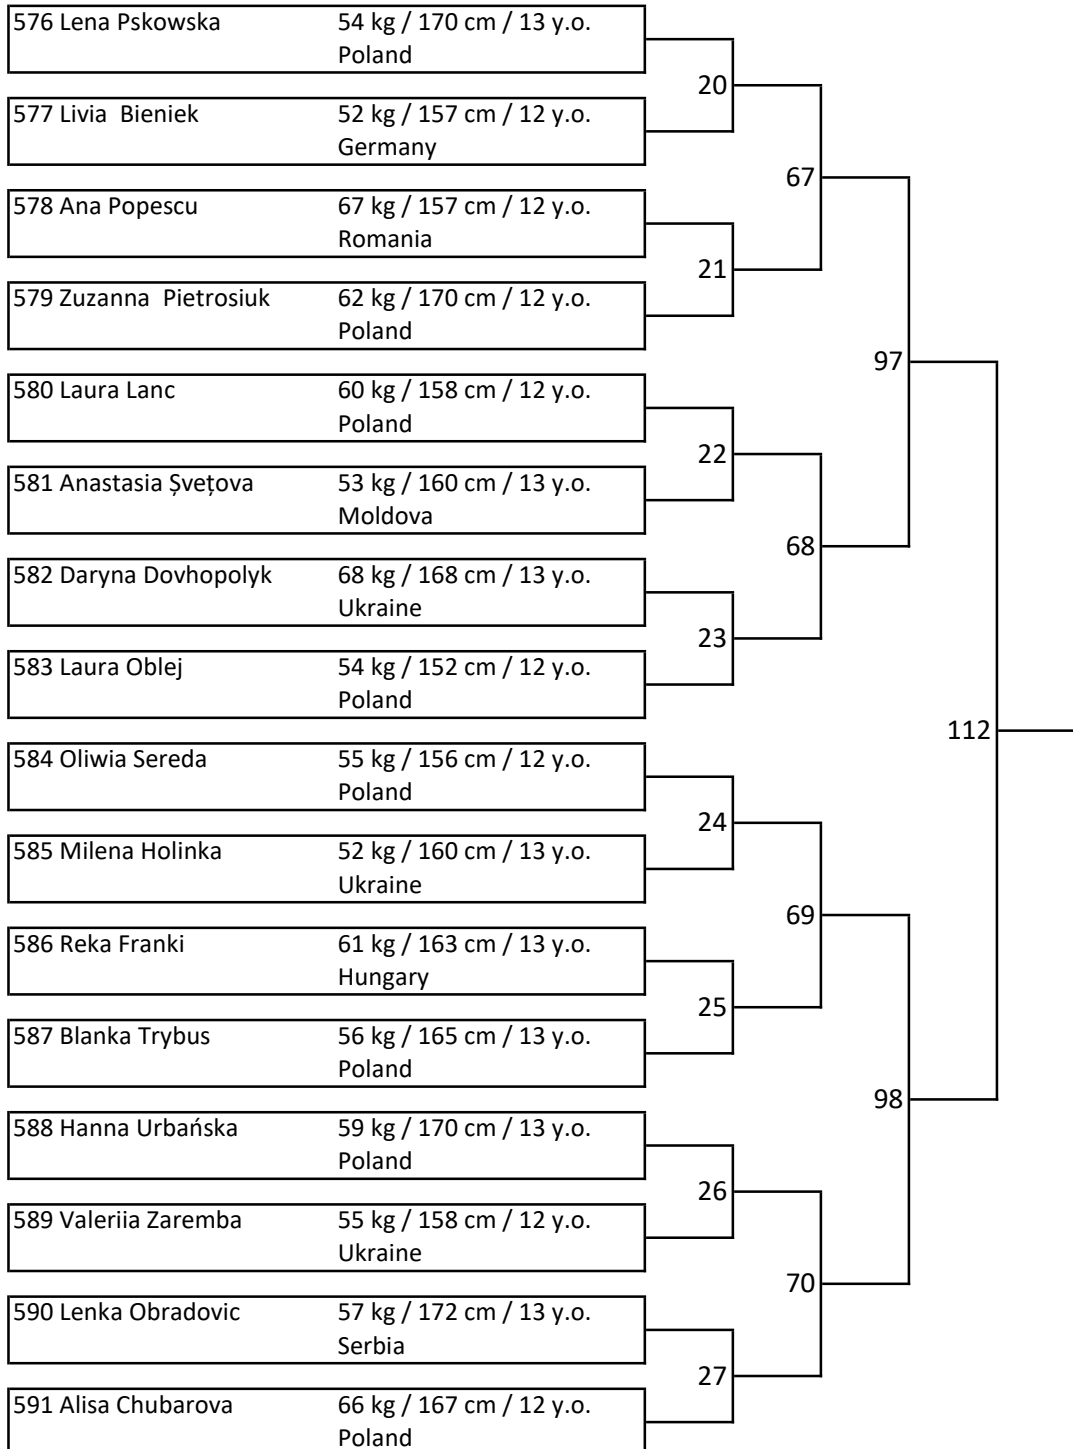 576 Lena Pskowska 54 kg / 170 cm / 13 y.o.
Poland
20
577 Livia  Bieniek 52 kg / 157 cm / 12 y.o.
Germany
67
578 Ana Popescu 67 kg / 157 cm / 12 y.o.
Romania
21
579 Zuzanna  Pietrosiuk 62 kg / 170 cm / 12 y.o.
Poland
97
580 Laura Lanc 60 kg / 158 cm / 12 y.o.
Poland
22
581 Anastasia Șvețova 53 kg / 160 cm / 13 y.o.
Moldova
68
582 Daryna Dovhopolyk 68 kg / 168 cm / 13 y.o.
Ukraine
23
583 Laura Oblej 54 kg / 152 cm / 12 y.o.
Poland
112
584 Oliwia Sereda 55 kg / 156 cm / 12 y.o.
Poland
24
585 Milena Holinka 52 kg / 160 cm / 13 y.o.
Ukraine
69
586 Reka Franki 61 kg / 163 cm / 13 y.o.
Hungary
25
587 Blanka Trybus 56 kg / 165 cm / 13 y.o.
Poland
98
588 Hanna Urbańska 59 kg / 170 cm / 13 y.o.
Poland
26
589 Valeriia Zaremba 55 kg / 158 cm / 12 y.o.
Ukraine
70
590 Lenka Obradovic 57 kg / 172 cm / 13 y.o.
Serbia
27
591 Alisa Chubarova 66 kg / 167 cm / 12 y.o.
Poland